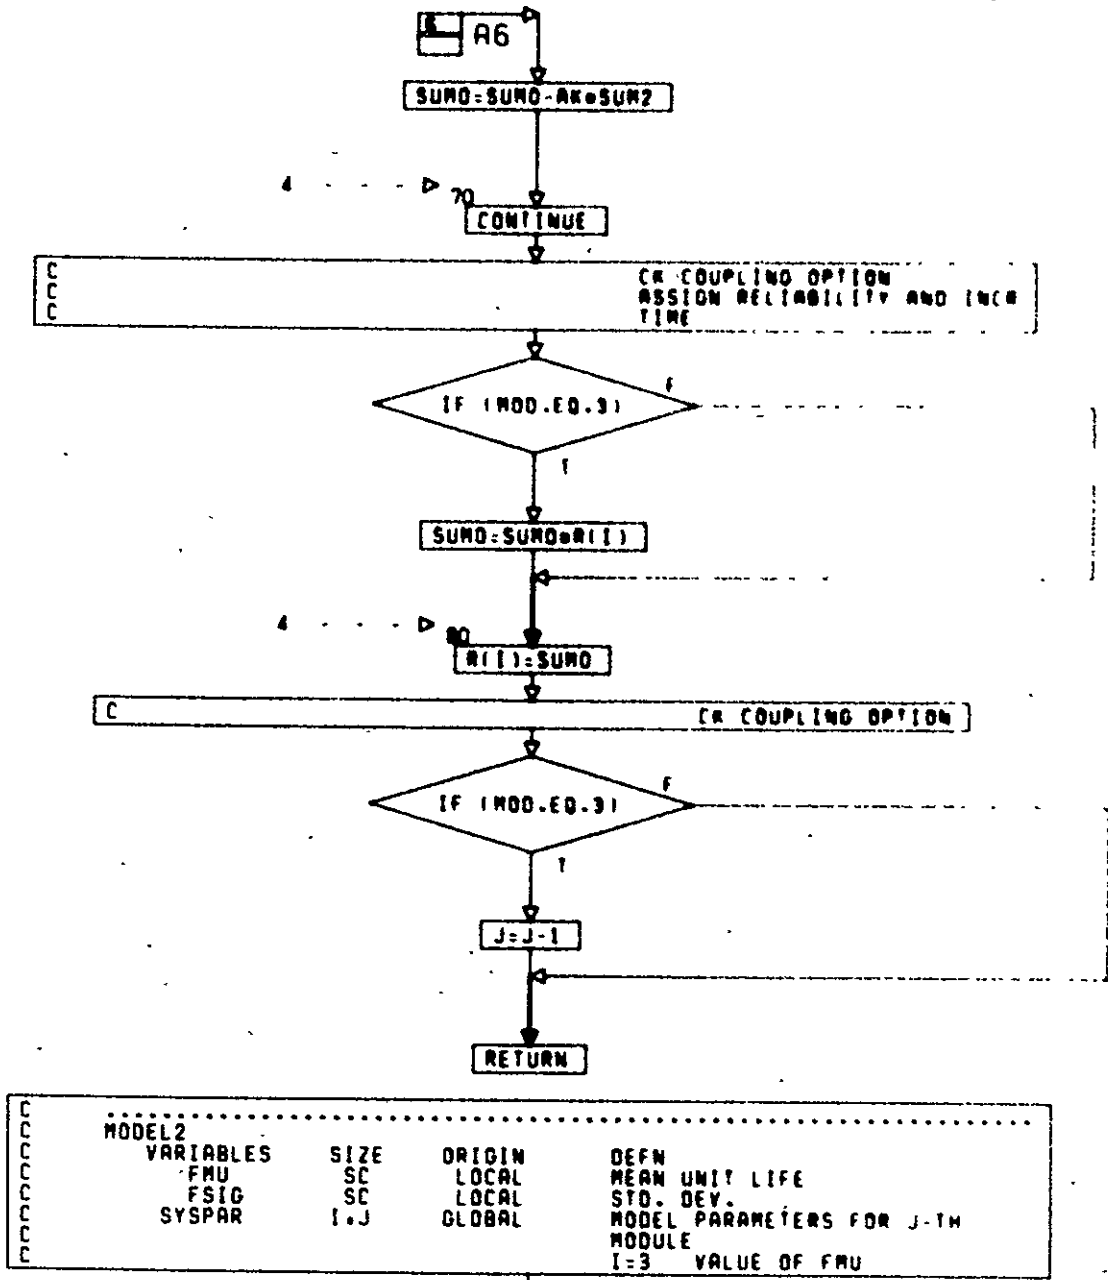 6 A6
SUMO=SUMO-AK*SUM2
4
70
CONTINUE
C CK COUPLING OPTION
C ASSIGN RELIABILITY AND INCR
C TIME
IF (MOD.EQ.3)
F
T
SUMO=SUMO*R(I)
4
80
R(I)=SUMO
C CK COUPLING OPTION
IF (MOD.EQ.3)
F
T
J=J-1
RETURN
C ........................................................................
C MODEL2
C VARIABLES SIZE ORIGIN DEFN
C FMU SC LOCAL MEAN UNIT LIFE
C FSIG SC LOCAL STD. DEV.
C SYSPAR I,J GLOBAL MODEL PARAMETERS FOR J-TH
C MODULE
C I=3 VALUE OF FMU